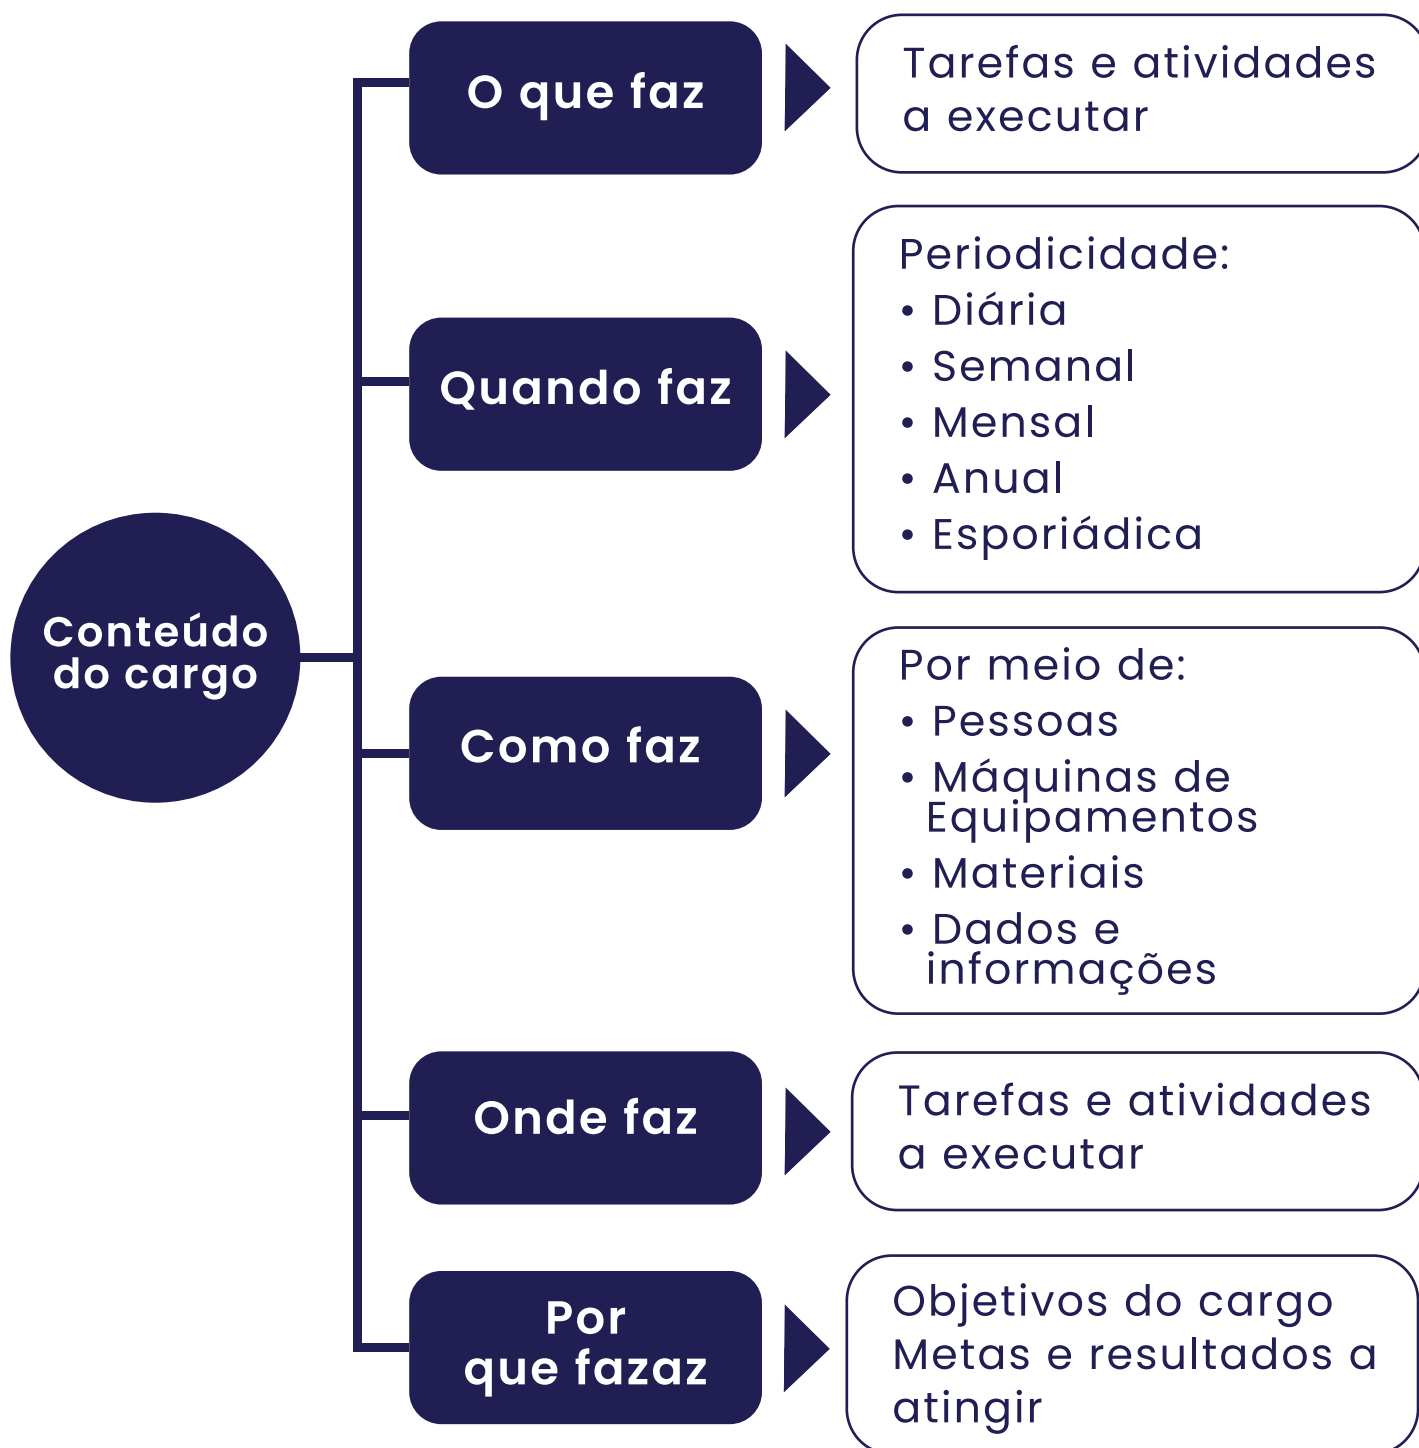 O que faz
Tarefas e atividades
a executar
Quando faz
Periodicidade:
• Diária
• Semanal
• Mensal
• Anual
• Esporiádica
Conteúdo
do cargo
Como faz
Por meio de:
• Pessoas
• Máquinas de
Equipamentos
• Materiais
• Dados e
informações
Onde faz
Tarefas e atividades
a executar
Por
que fazaz
Objetivos do cargo
Metas e resultados a
atingir